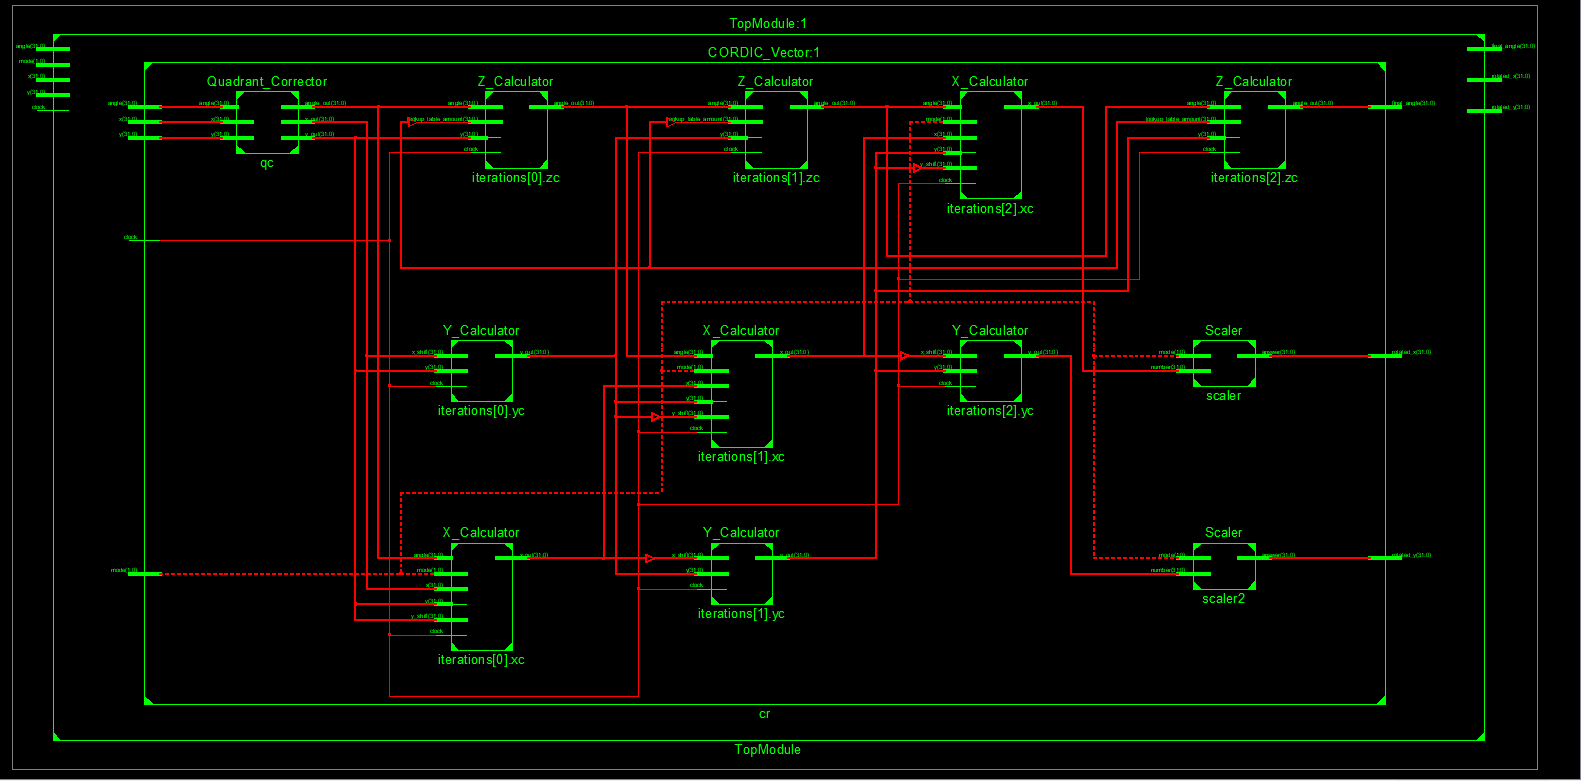 TopModule:1
CORDIC_Vector:1
Quadrant_Corrector
Z_Calculator
Z_Calculator
X_Calculator
Z_Calculator
angle(31:0)
mode(1:0)
x(31:0)
y(31:0)
clock
final_angle(31:0)
rotated_x(31:0)
rotated_y(31:0)
angle(31:0)
x(31:0)
y(31:0)
angle(31:0)
x(31:0)
y(31:0)
angle_out(31:0)
x_out(31:0)
y_out(31:0)
qc
angle(31:0)
lookup_table_amount(31:0)
y(31:0)
clock
angle_out(31:0)
iterations[0].zc
angle(31:0)
lookup_table_amount(31:0)
y(31:0)
clock
angle_out(31:0)
iterations[1].zc
angle(31:0)
mode(1:0)
x(31:0)
y(31:0)
y_shift(31:0)
clock
x_out(31:0)
iterations[2].xc
angle(31:0)
lookup_table_amount(31:0)
y(31:0)
clock
angle_out(31:0)
iterations[2].zc
final_angle(31:0)
clock
Y_Calculator
X_Calculator
Y_Calculator
Scaler
x_shift(31:0)
y(31:0)
clock
y_out(31:0)
iterations[0].yc
angle(31:0)
mode(1:0)
x(31:0)
y(31:0)
y_shift(31:0)
clock
x_out(31:0)
iterations[1].xc
x_shift(31:0)
y(31:0)
clock
y_out(31:0)
iterations[2].yc
mode(1:0)
number(31:0)
answer(31:0)
scaler
rotated_x(31:0)
X_Calculator
Y_Calculator
Scaler
mode(1:0)
angle(31:0)
mode(1:0)
x(31:0)
y(31:0)
y_shift(31:0)
clock
x_out(31:0)
iterations[0].xc
x_shift(31:0)
y(31:0)
clock
y_out(31:0)
iterations[1].yc
mode(1:0)
number(31:0)
answer(31:0)
scaler2
rotated_y(31:0)
cr
TopModule